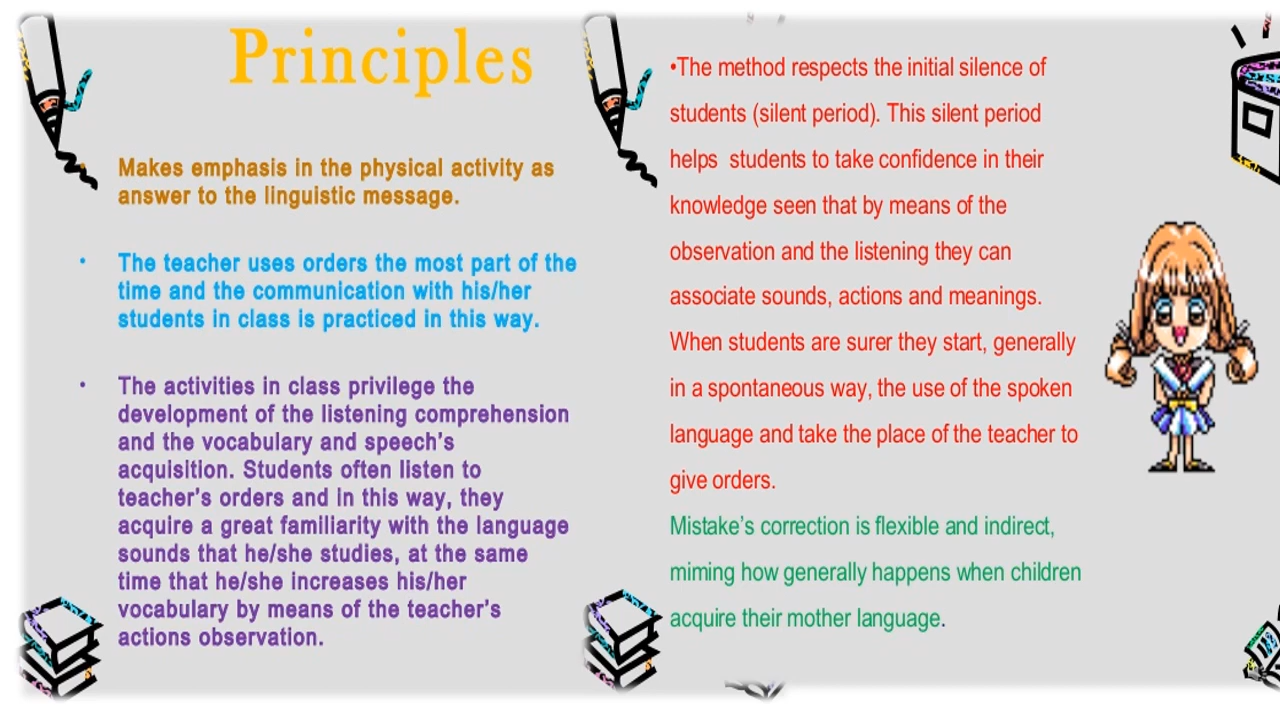 Principles
• Makes emphasis in the physical activity as
answer to the linguistic message.
• The teacher uses orders the most part of the
time and the communication with his/her
students in class is practiced in this way.
• The activities in class privilege the
development of the listening comprehension
and the vocabulary and speech's
acquisition. Students often listen to
teacher's orders and in this way, they
acquire a great familiarity with the language
sounds that he/she studies, at the same
time that he/she increases his/her
vocabulary by means of the teacher's
actions observation.
•The method respects the initial silence of
students (silent period). This silent period
helps  students to take confidence in their
knowledge seen that by means of the
observation and the listening they can
associate sounds, actions and meanings.
When students are surer they start, generally
in a spontaneous way, the use of the spoken
language and take the place of the teacher to
give orders.
Mistake's correction is flexible and indirect,
miming how generally happens when children
acquire their mother language.